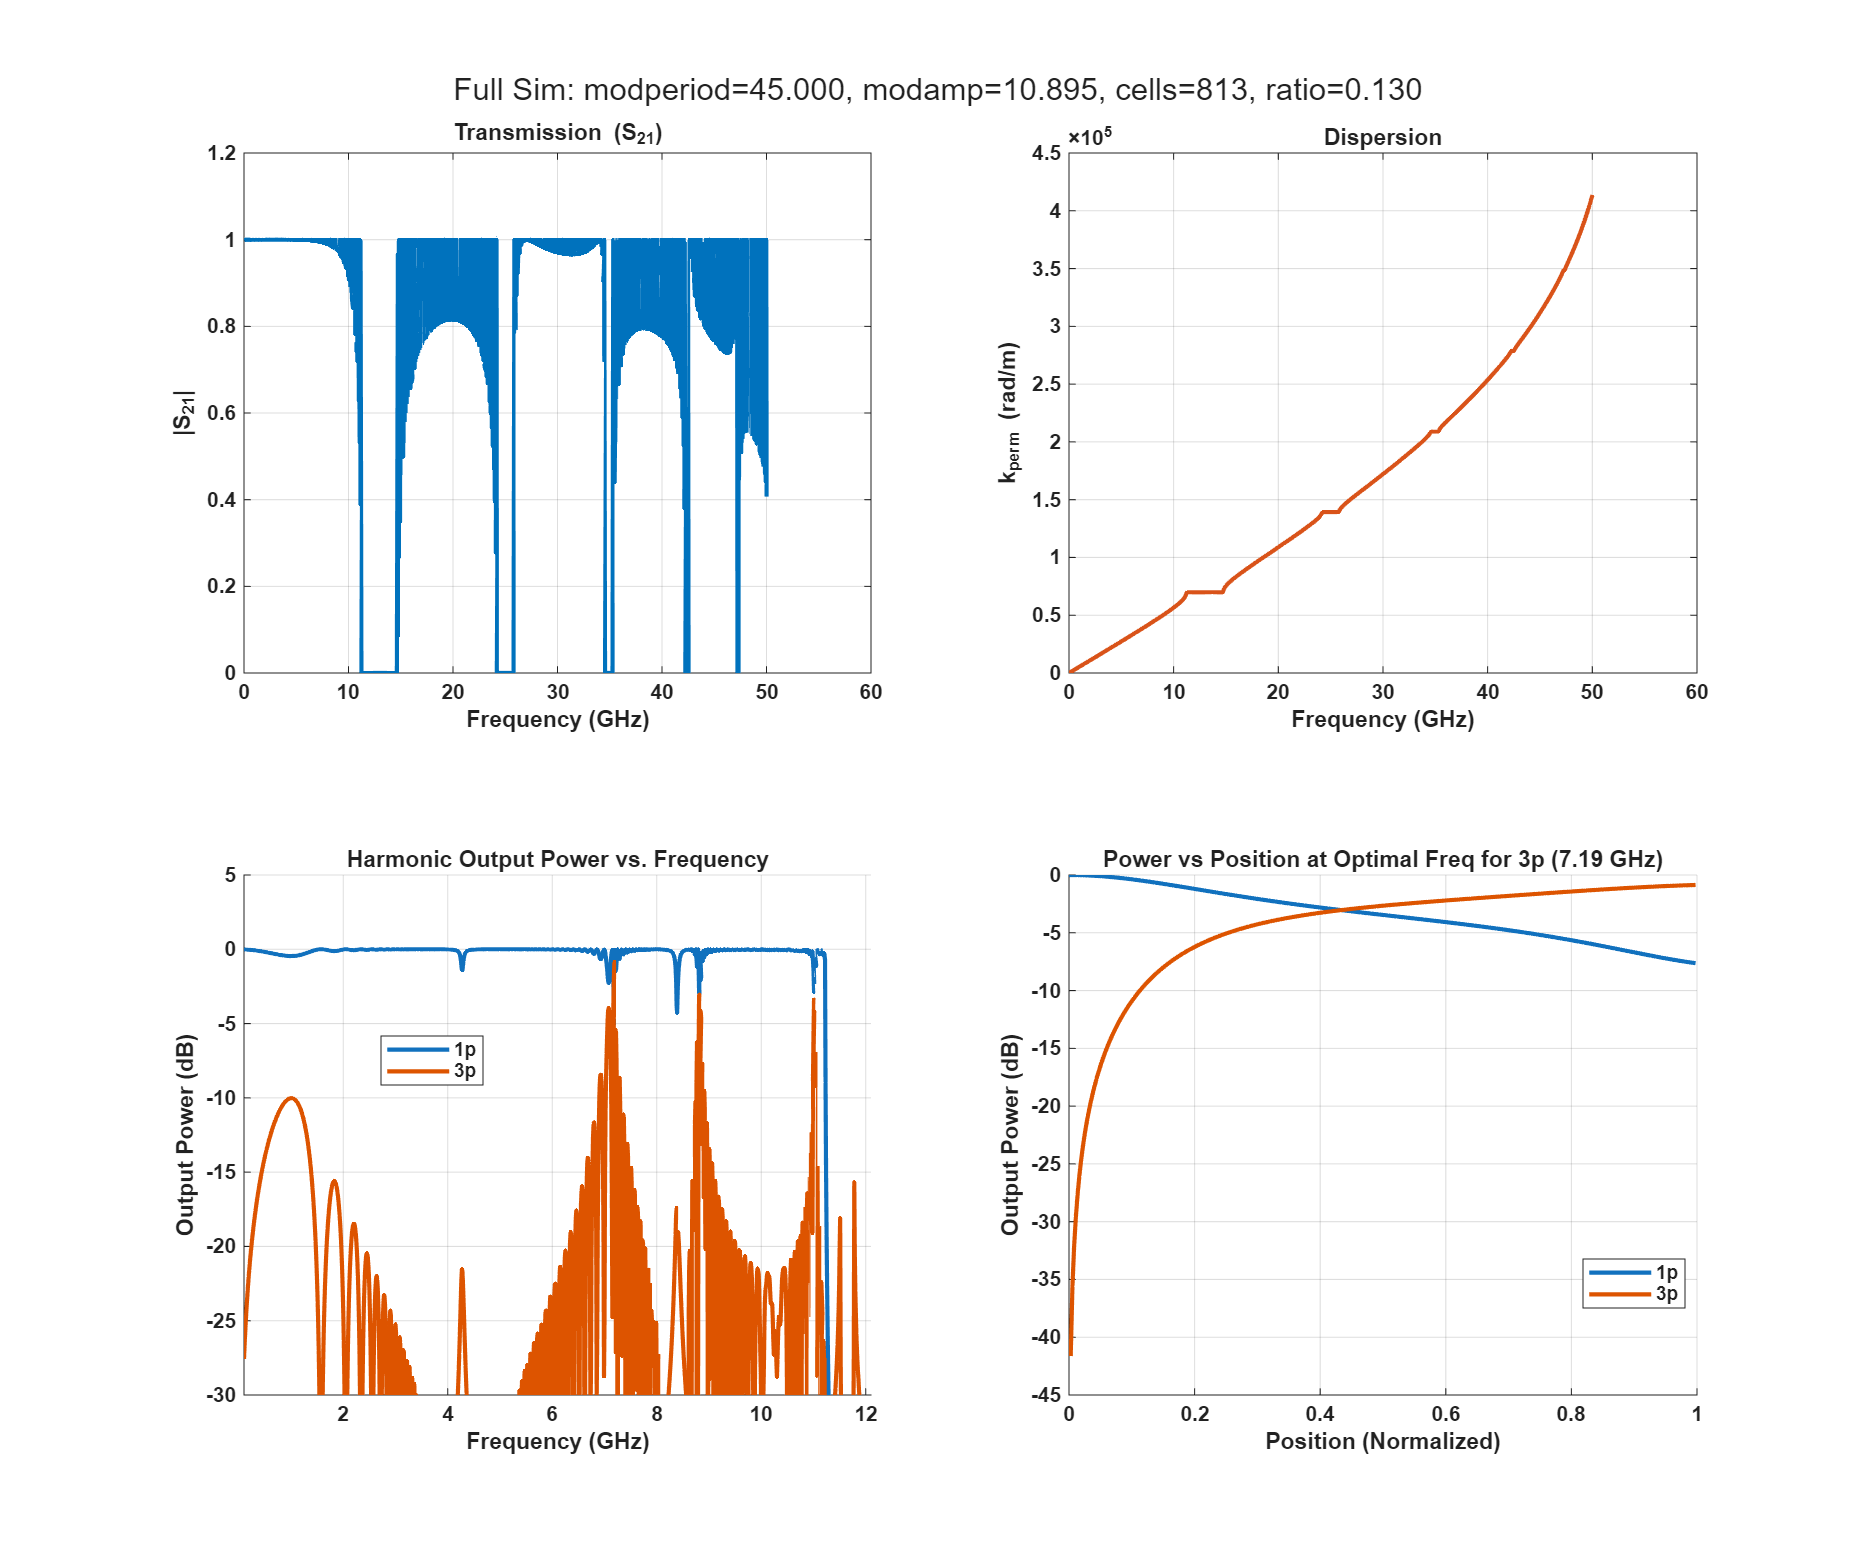 Full Sim: modperiod=45.000, modamp=10.895, cells=813, ratio=0.130
Transmission (S21)
1.2
1
0.8
0.6
0.4
0.2
0
|S21|
0 10 20 30 40 50 60
Frequency (GHz)
Dispersion
×10^5
4.5
4
3.5
3
2.5
2
1.5
1
0.5
0
kperm (rad/m)
0 10 20 30 40 50 60
Frequency (GHz)
Harmonic Output Power vs. Frequency
5
0
-5
-10
-15
-20
-25
-30
Output Power (dB)
1p
3p
2 4 6 8 10 12
Frequency (GHz)
Power vs Position at Optimal Freq for 3p (7.19 GHz)
0
-5
-10
-15
-20
-25
-30
-35
-40
-45
Output Power (dB)
1p
3p
0 0.2 0.4 0.6 0.8 1
Position (Normalized)